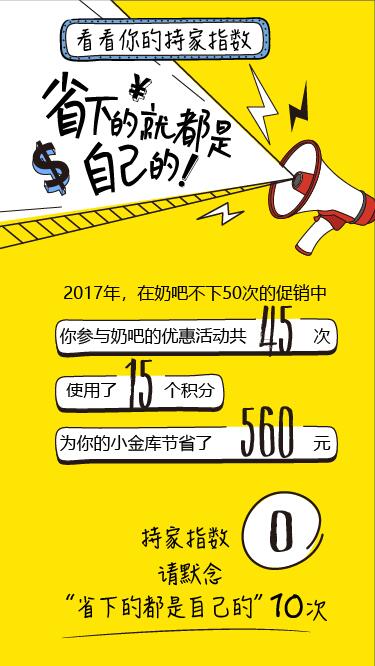 看看你的持家指数
省下的就都是
自己的!
¥
$
2017年，在奶吧不下50次的促销中
你参与奶吧的优惠活动共 45 次
使用了 15 个积分
为你的小金库节省了 560 元
持家指数 0
请默念
“省下的都是自己的”10次